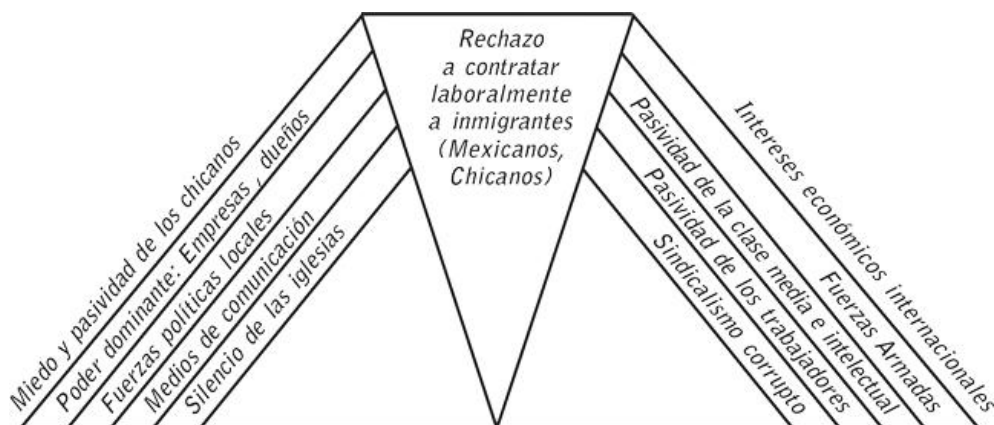 Rechazo
a contratar
laboralmente
a inmigrantes
(Mexicanos,
Chicanos)
Miedo y pasividad de los chicanos
Poder dominante: Empresas , dueños
Fuerzas políticas locales
Medios de comunicación
Silencio de las iglesias
Intereses económicos internacionales
Fuerzas Armadas
Pasividad de la clase media e intelectual
Pasividad de los trabajadores
Sindicalismo corrupto